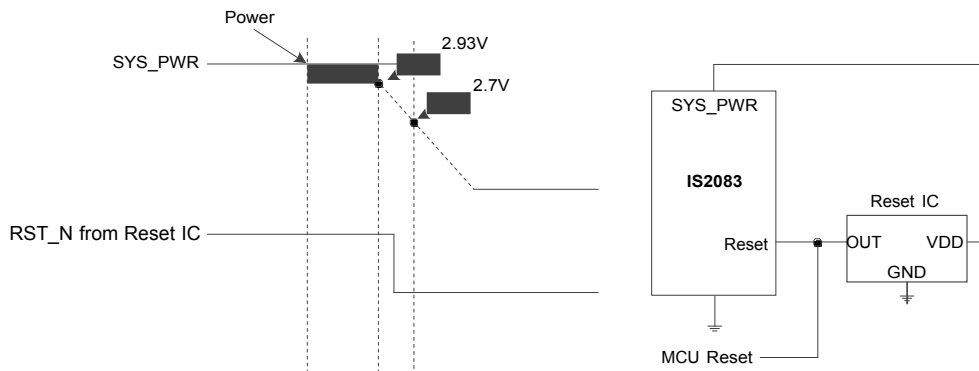 Power
SYS_PWR
2.93V
2.7V
RST_N from Reset IC
SYS_PWR
IS2083
Reset
Reset IC
OUT
VDD
GND
MCU Reset